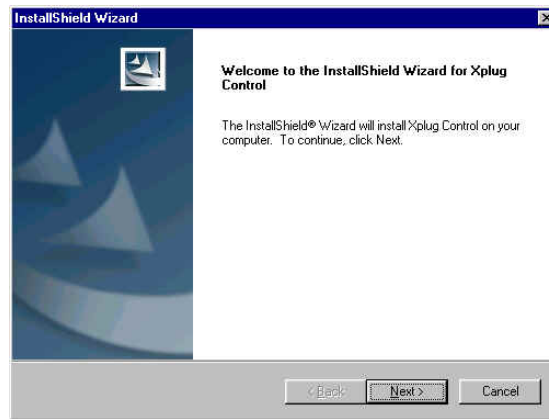 InstallShield Wizard
Welcome to the InstallShield Wizard for Xplug
Control
The InstallShield® Wizard will install Xplug Control on your
computer. To continue, click Next.
< Back
Next >
Cancel